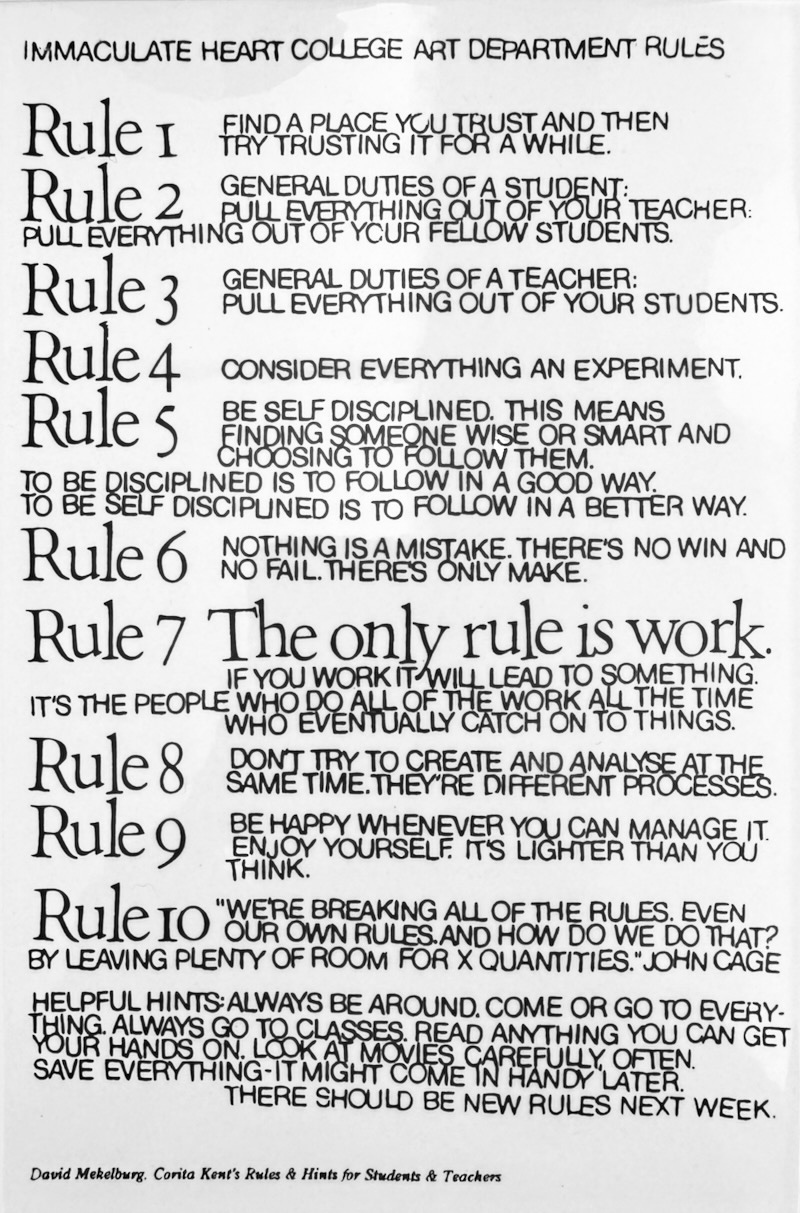 IMMACULATE HEART COLLEGE ART DEPARTMENT RULES
Rule 1 FIND A PLACE YOU TRUST AND THEN
TRY TRUSTING IT FOR A WHILE.
Rule 2 GENERAL DUTIES OF A STUDENT:
PULL EVERYTHING OUT OF YOUR TEACHER:
PULL EVERYTHING OUT OF YOUR FELLOW STUDENTS.
Rule 3 GENERAL DUTIES OF A TEACHER:
PULL EVERYTHING OUT OF YOUR STUDENTS.
Rule 4 CONSIDER EVERYTHING AN EXPERIMENT.
Rule 5 BE SELF DISCIPLINED. THIS MEANS
FINDING SOMEONE WISE OR SMART AND
CHOOSING TO FOLLOW THEM.
TO BE DISCIPLINED IS TO FOLLOW IN A GOOD WAY.
TO BE SELF DISCIPLINED IS TO FOLLOW IN A BETTER WAY.
Rule 6 NOTHING IS A MISTAKE. THERE'S NO WIN AND
NO FAIL. THERE'S ONLY MAKE.
Rule 7 The only rule is work.
IF YOU WORK IT WILL LEAD TO SOMETHING.
IT'S THE PEOPLE WHO DO ALL OF THE WORK ALL THE TIME
WHO EVENTUALLY CATCH ON TO THINGS.
Rule 8 DON'T TRY TO CREATE AND ANALYSE AT THE
SAME TIME. THEY'RE DIFFERENT PROCESSES.
Rule 9 BE HAPPY WHENEVER YOU CAN MANAGE IT.
ENJOY YOURSELF. IT'S LIGHTER THAN YOU
THINK.
Rule 10 "WE'RE BREAKING ALL OF THE RULES. EVEN
OUR OWN RULES. AND HOW DO WE DO THAT?
BY LEAVING PLENTY OF ROOM FOR X QUANTITIES." JOHN CAGE
HELPFUL HINTS: ALWAYS BE AROUND. COME OR GO TO EVERY-
THING. ALWAYS GO TO CLASSES. READ ANYTHING YOU CAN GET
YOUR HANDS ON. LOOK AT MOVIES CAREFULLY, OFTEN.
SAVE EVERYTHING-IT MIGHT COME IN HANDY LATER.
THERE SHOULD BE NEW RULES NEXT WEEK.
David Mekelburg. Corita Kent's Rules & Hints for Students & Teachers